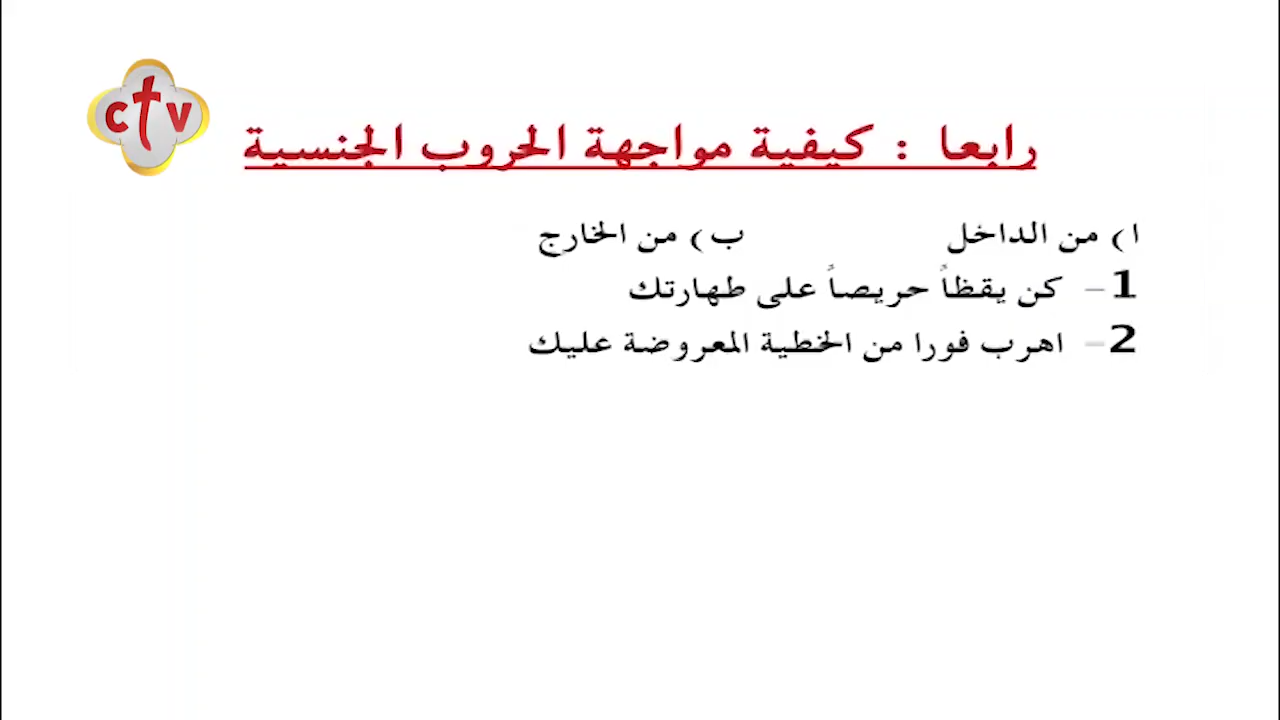 ctv
رابعا : كيفية مواجهة الحروب الجنسية
ا) من الداخل ب) من الخارج
1- كن يقظاً حريصاً على طهارتك
2- اهرب فورا من الخطية المعروضة عليك